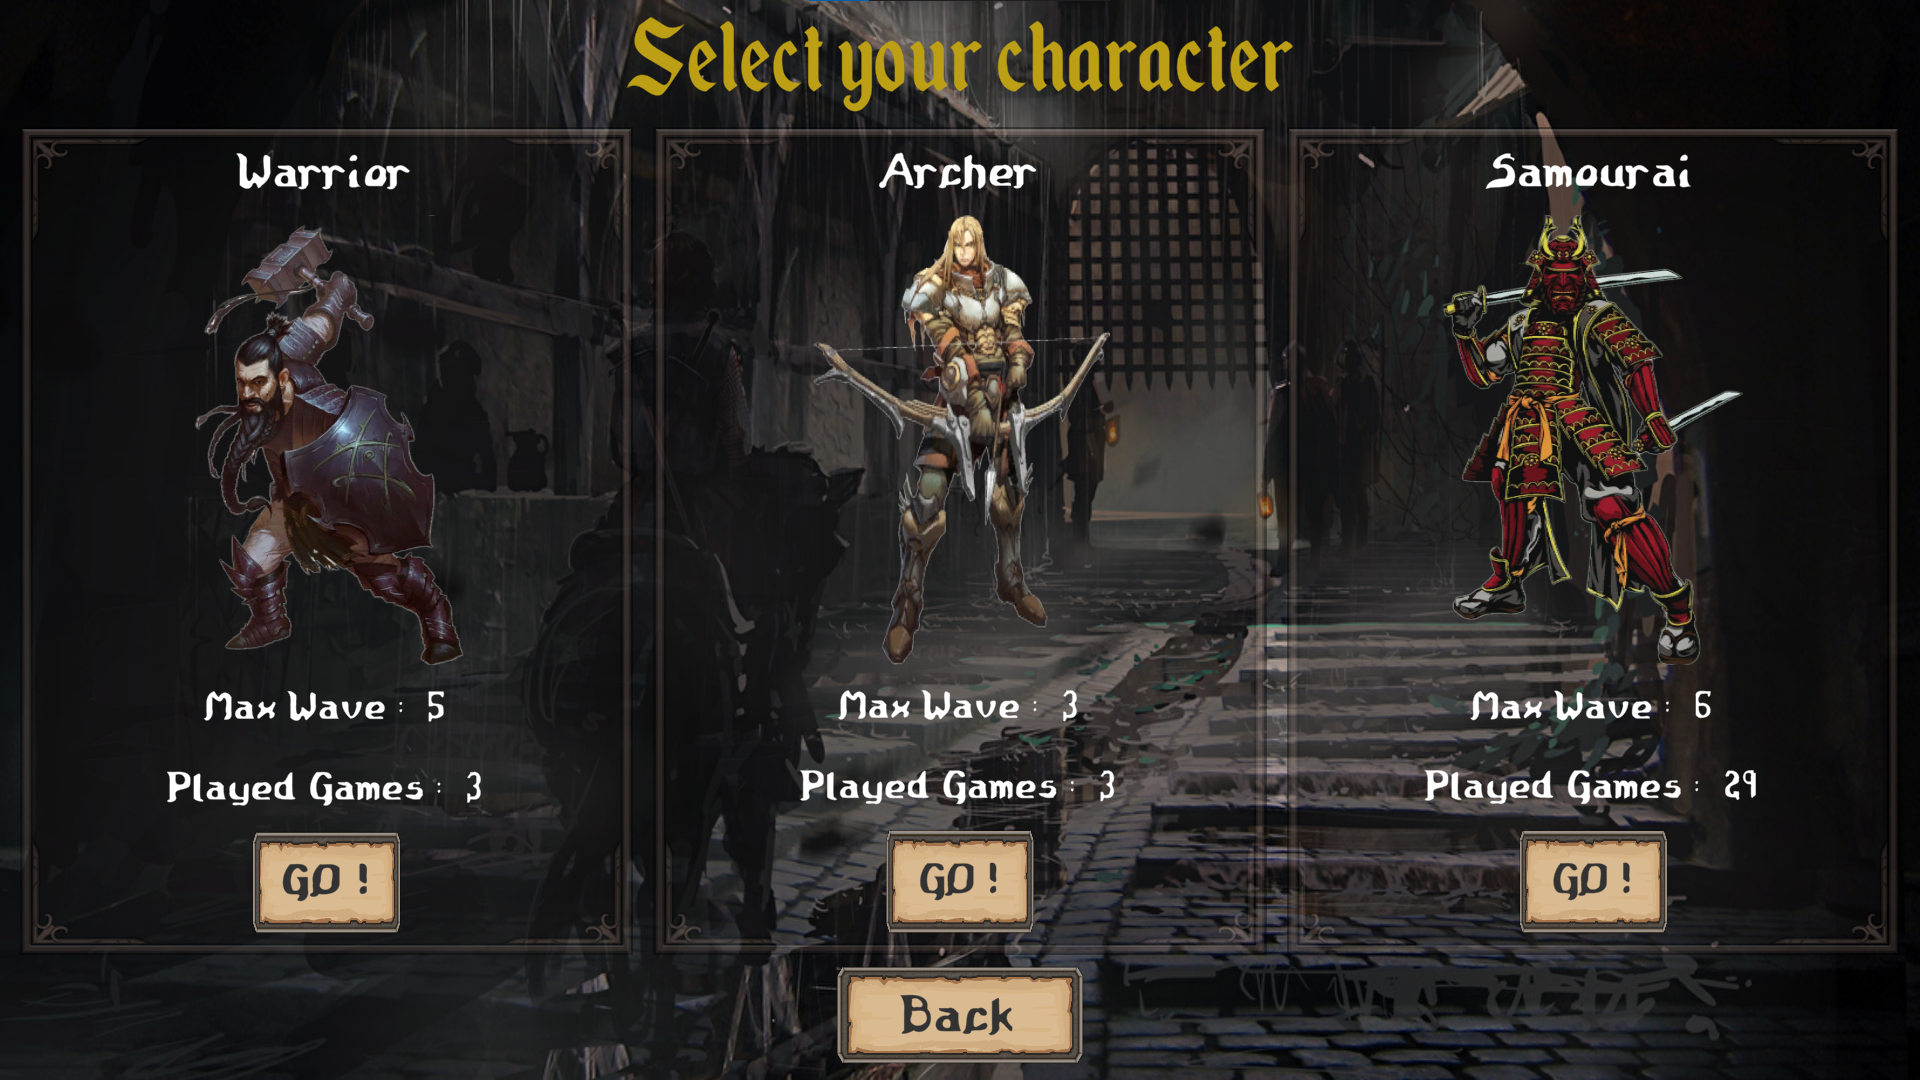 Select your character
Warrior
Max Wave : 5
Played Games : 3
GO !
Archer
Max Wave : 3
Played Games : 3
GO !
Samourai
Max Wave : 6
Played Games : 29
GO !
Back